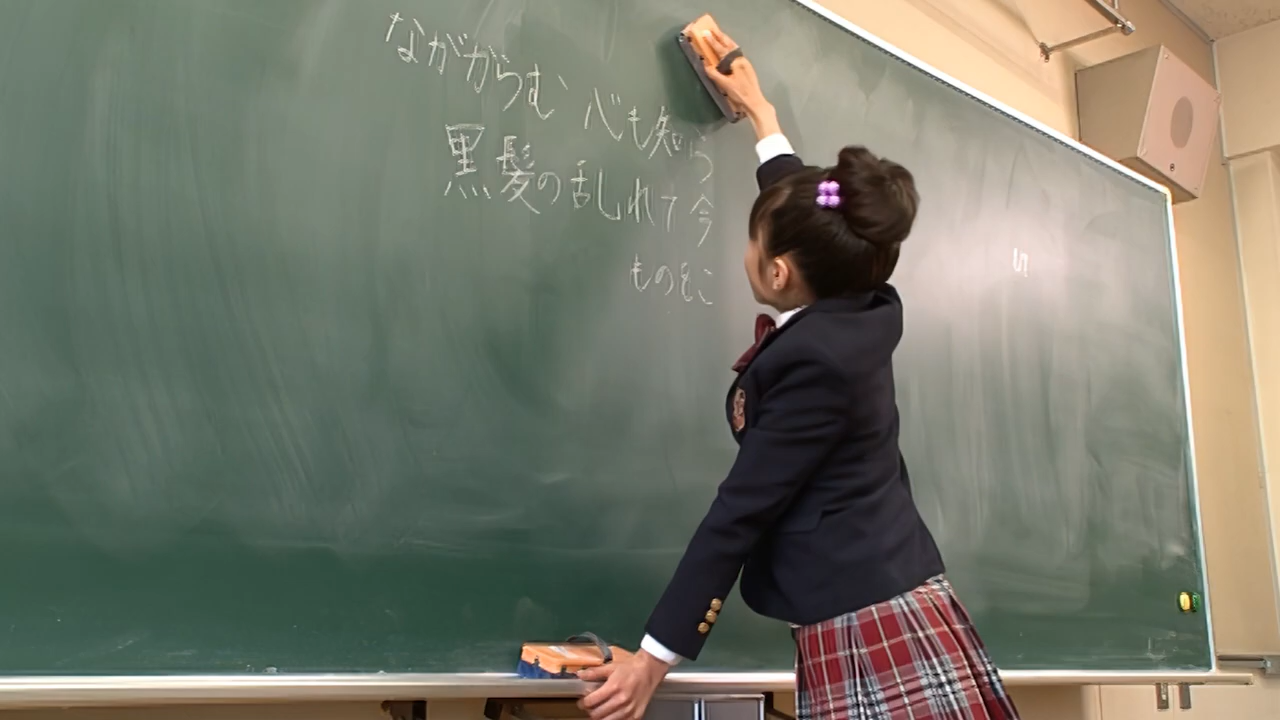 ながからむ 心も知らう
黒髪の乱れて今
ものをこ